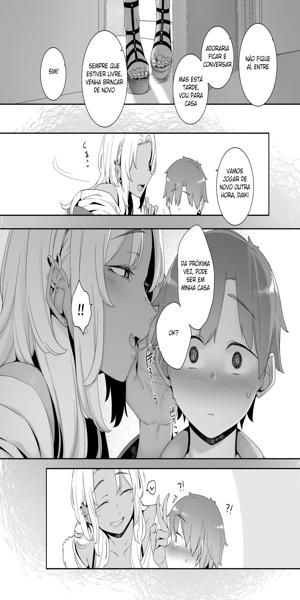 NÃO FIQUE
AÍ, ENTRE
ADORARIA
FICAR E
CONVERSAR
MAS ESTÁ
TARDE,
VOU PARA
CASA
SEMPRE QUE
ESTIVER LIVRE,
VENHA BRINCAR
DE NOVO
SIM!
VAMOS
JOGAR DE
NOVO OUTRA
HORA, DAIKI
DA PRÓXIMA
VEZ, PODE SER
EM MINHA CASA
OK?
!!
?!
?!